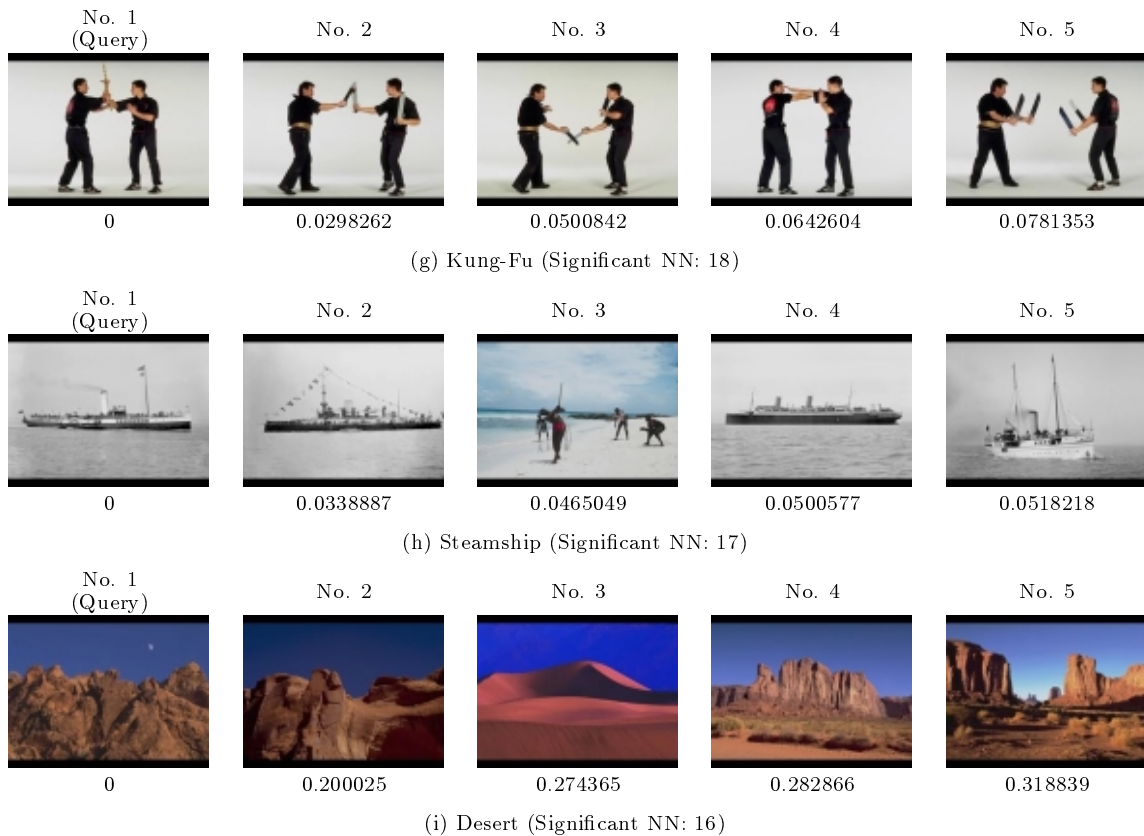 No. 1
(Query)
No. 2
No. 3
No. 4
No. 5
0
0.0298262
0.0500842
0.0642604
0.0781353
(g) Kung-Fu (Significant NN: 18)
No. 1
(Query)
No. 2
No. 3
No. 4
No. 5
0
0.0338887
0.0465049
0.0500577
0.0518218
(h) Steamship (Significant NN: 17)
No. 1
(Query)
No. 2
No. 3
No. 4
No. 5
0
0.200025
0.274365
0.282866
0.318839
(i) Desert (Significant NN: 16)